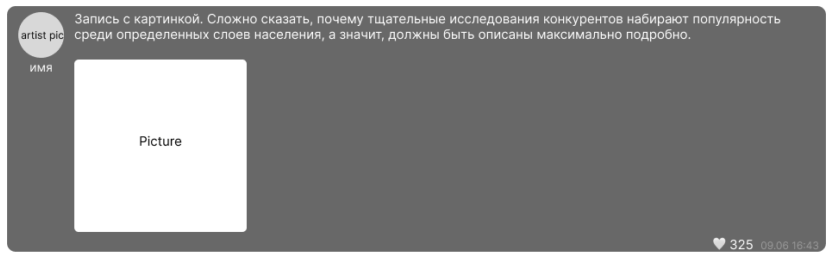 artist pic
имя
Запись с картинкой. Сложно сказать, почему тщательные исследования конкурентов набирают популярность
среди определенных слоев населения, а значит, должны быть описаны максимально подробно.
Picture
325 09.06 16:43